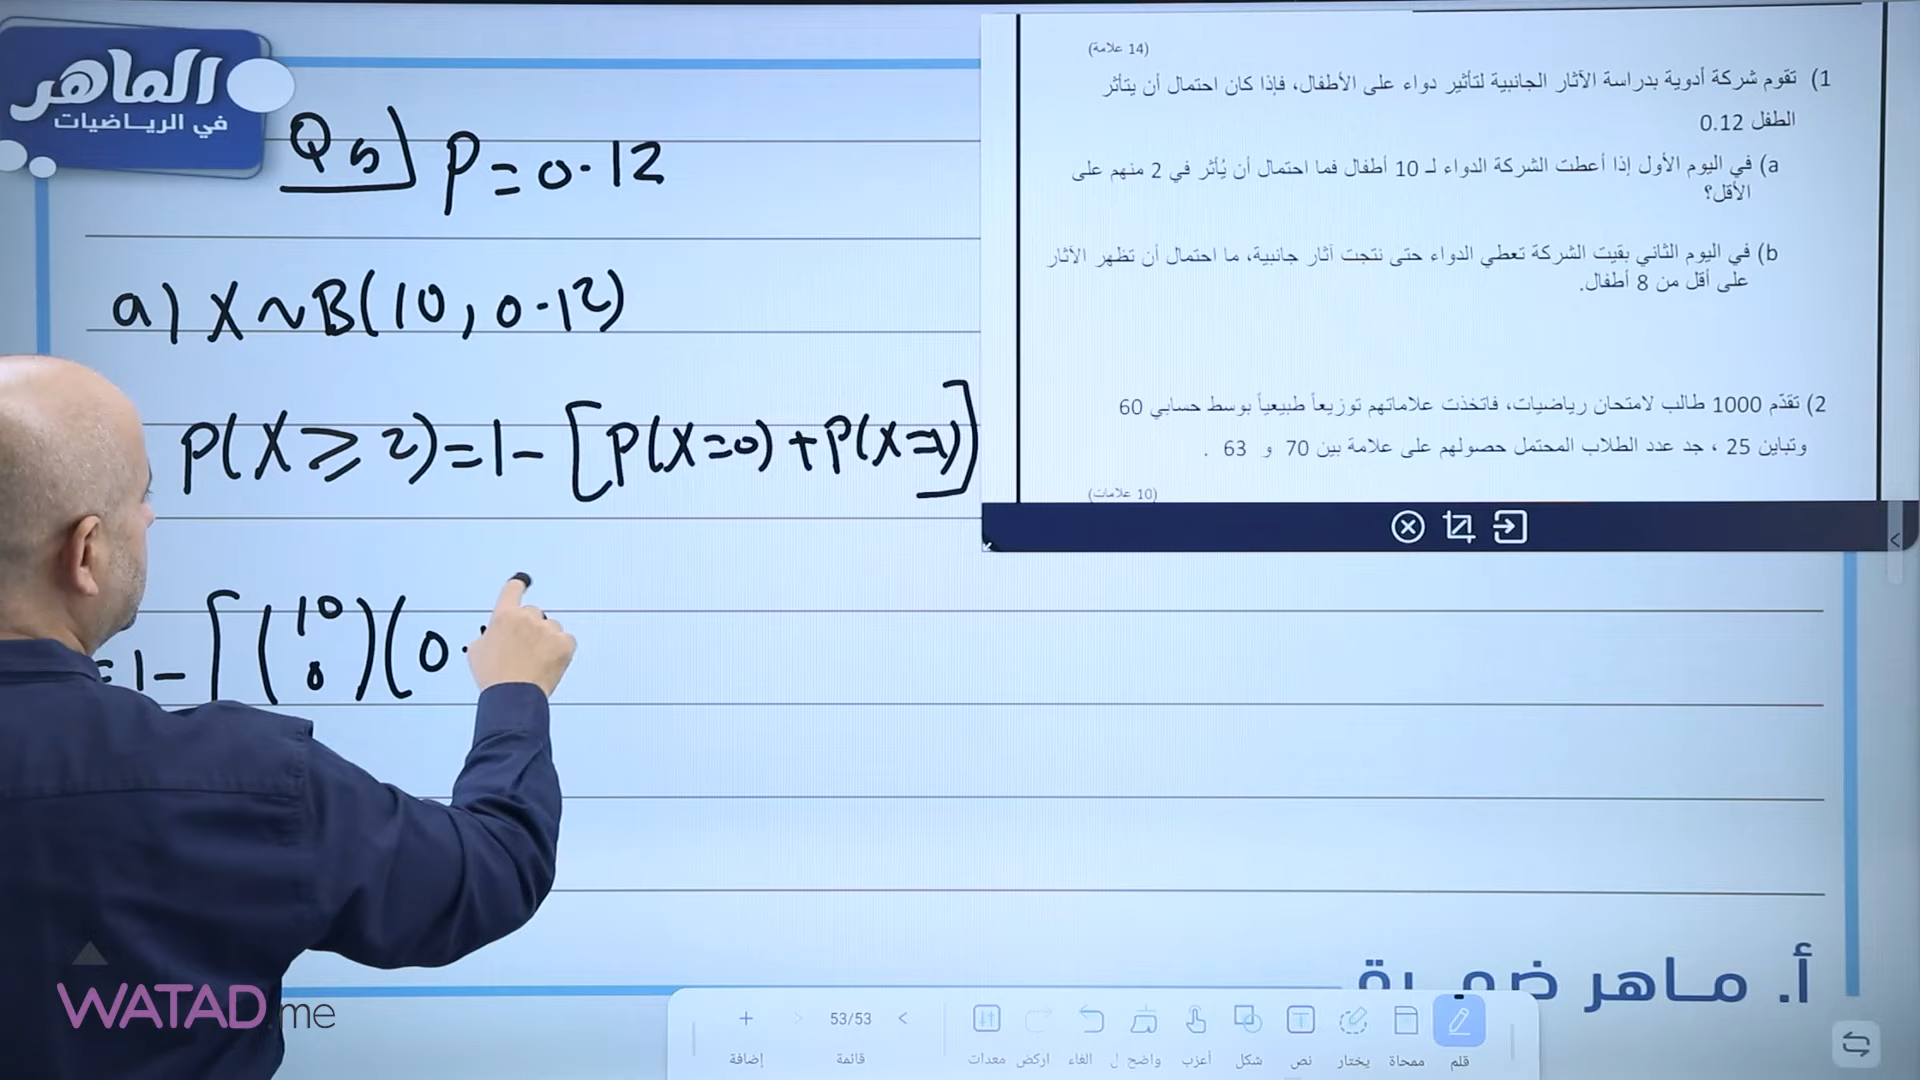 الماهر
في الرياضيات
Q5 P = 0.12
a) X ~ B(10, 0.12)
P(X ≥ 2) = 1 - [P(X=0) + P(X=1)]
= 1 - [(10 0)(0.
(14 علامة)
1) تقوم شركة أدوية بدراسة الآثار الجانبية لتأثير دواء على الأطفال، فإذا كان احتمال أن يتأثر
الطفل 0.12
a) في اليوم الأول إذا أعطت الشركة الدواء لـ 10 أطفال فما احتمال أن يُأثر في 2 منهم على
الأقل؟
b) في اليوم الثاني بقيت الشركة تعطي الدواء حتى نتجت آثار جانبية، ما احتمال أن تظهر الآثار
على أقل من 8 أطفال.
2) تقدّم 1000 طالب لامتحان رياضيات، فاتخذت علاماتهم توزيعاً طبيعياً بوسط حسابي 60
وتباين 25 ، جد عدد الطلاب المحتمل حصولهم على علامة بين 70 و 63 .
(10 علامات)
أ. ماهر ضمرة
WATAD.me
قلم ممحاة يختار نص شكل أعزب واضح ل الغاء اركض معدات
53/53
قائمة
إضافة